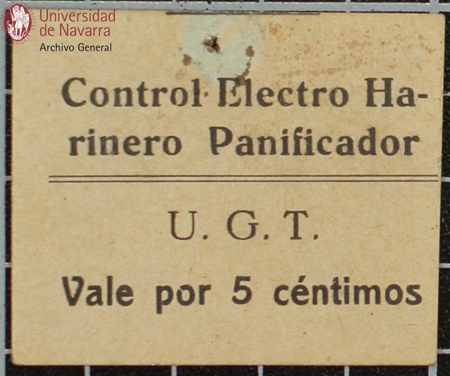 Universidad
de Navarra
Archivo General
Control Electro Ha-
rinero Panificador
U. G. T.
Vale por 5 céntimos